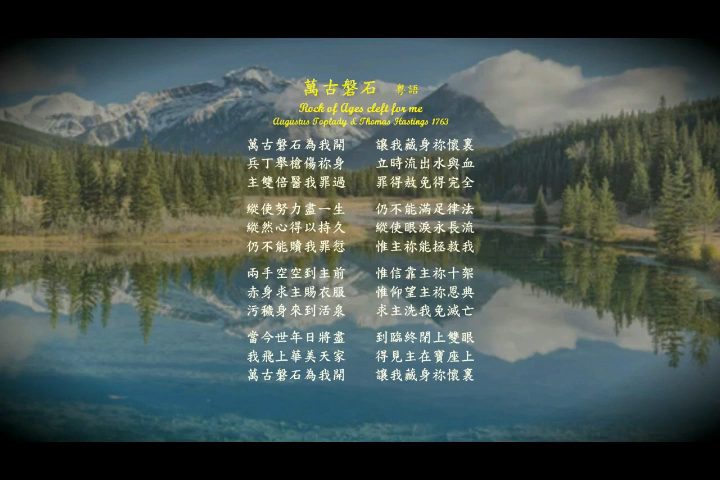 萬古磐石 粵語
Rock of Ages cleft for me
Augustus Toplady & Thomas Hastings 1763
萬古磐石為我開 讓我藏身祢懷裏
兵丁舉槍傷祢身 立時流出水與血
主雙倍醫我罪過 罪得赦免得完全
縱使努力盡一生 仍不能滿足律法
縱然心得以持久 縱使眼淚永長流
仍不能贖我罪愆 惟主祢能拯救我
兩手空空到主前 惟信靠主祢十架
赤身求主賜衣服 惟仰望主祢恩典
污穢身來到活泉 求主洗我免滅亡
當今世年日將盡 到臨終閉上雙眼
我飛上華美天家 得見主在寶座上
萬古磐石為我開 讓我藏身祢懷裏